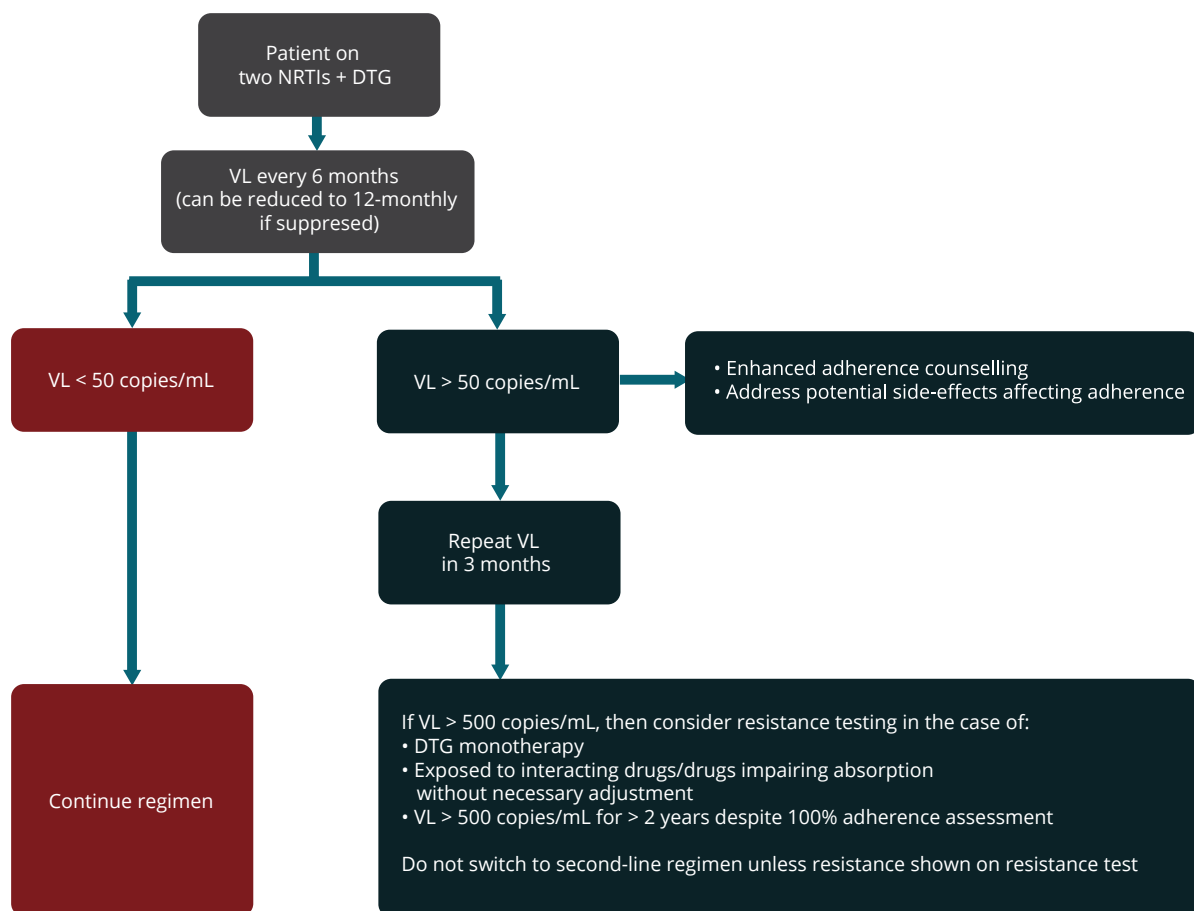 Patient on
two NRTIs + DTG
VL every 6 months
(can be reduced to 12-monthly
if suppresed)
VL < 50 copies/mL
VL > 50 copies/mL
• Enhanced adherence counselling
• Address potential side-effects affecting adherence
Repeat VL
in 3 months
Continue regimen
If VL > 500 copies/mL, then consider resistance testing in the case of:
• DTG monotherapy
• Exposed to interacting drugs/drugs impairing absorption
without necessary adjustment
• VL > 500 copies/mL for > 2 years despite 100% adherence assessment
Do not switch to second-line regimen unless resistance shown on resistance test